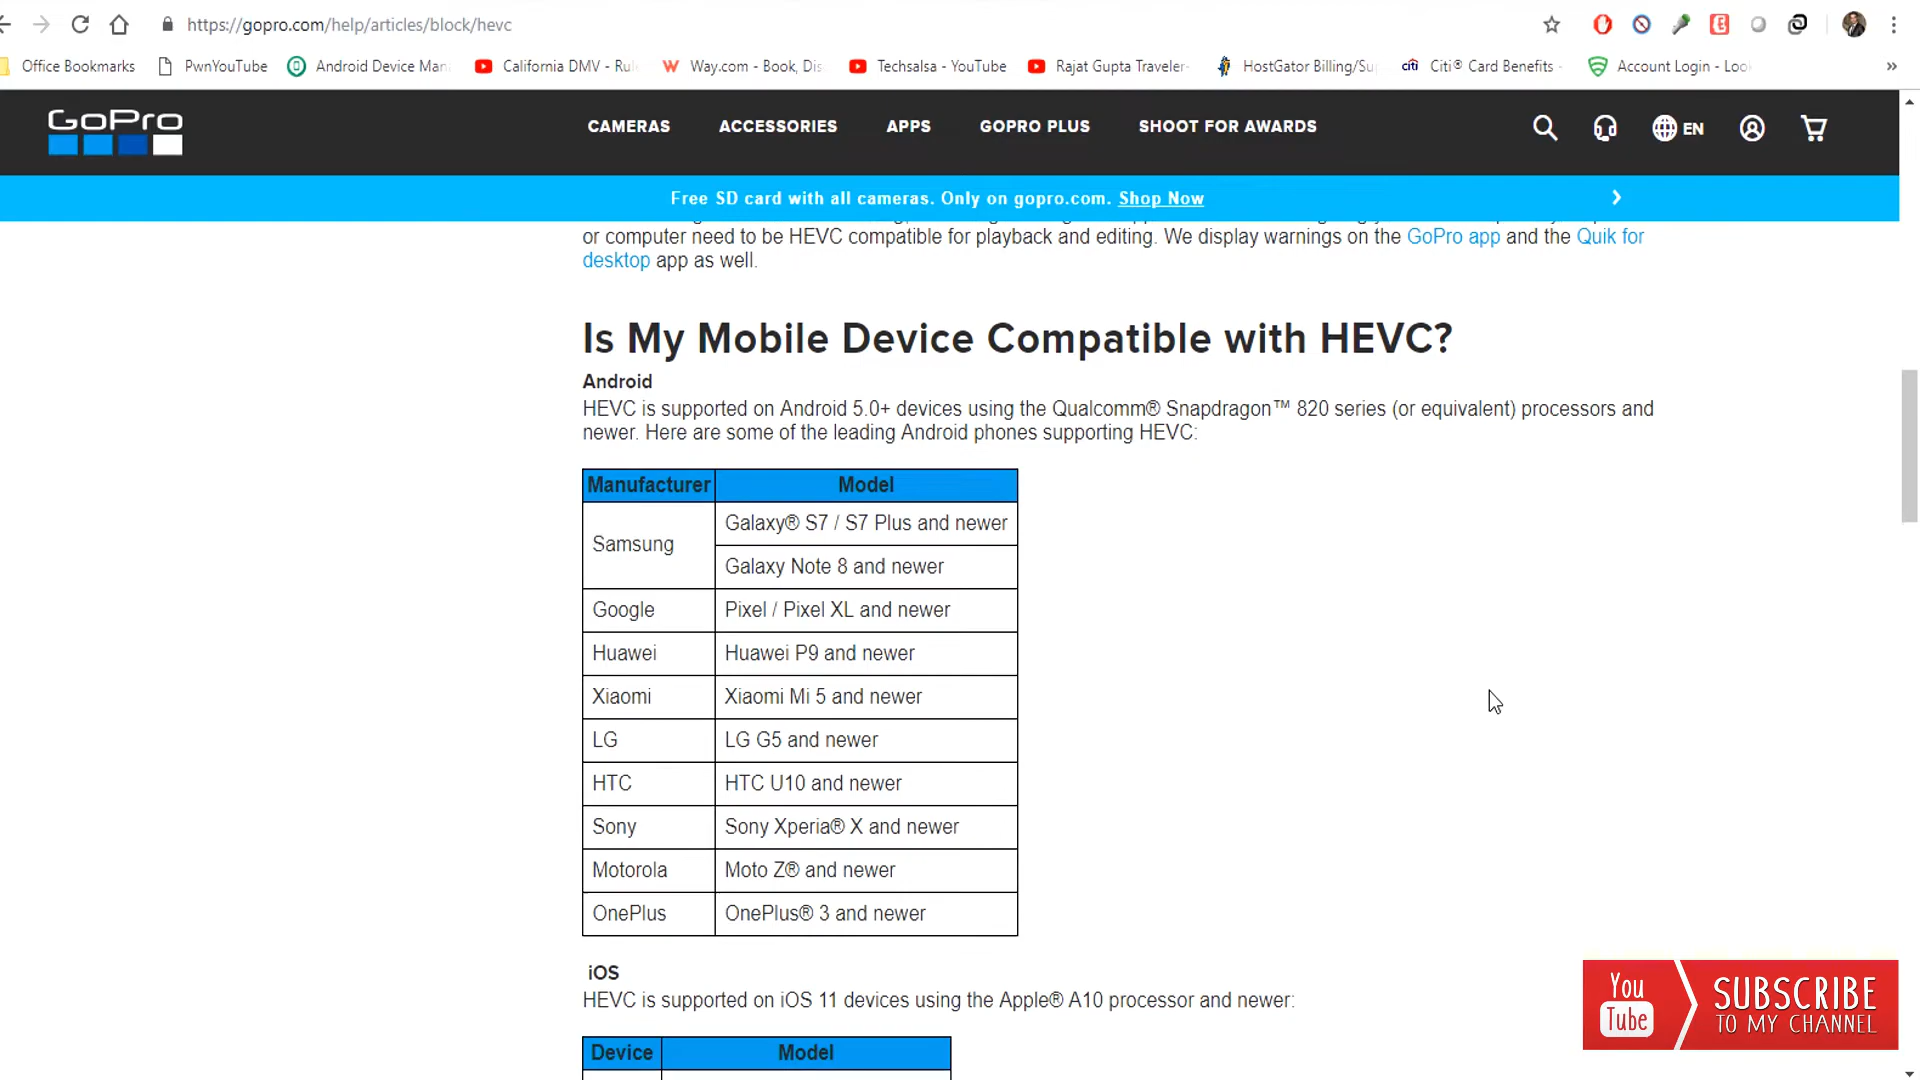 https://gopro.com/help/articles/block/hevc
Office Bookmarks PwnYouTube Android Device Man California DMV - Rul Way.com - Book, Dis Techsalsa - YouTube Rajat Gupta Traveler- HostGator Billing/Su citi Citi® Card Benefits - Account Login - Look »
GoPro CAMERAS ACCESSORIES APPS GOPRO PLUS SHOOT FOR AWARDS EN
Free SD card with all cameras. Only on gopro.com. Shop Now
or computer need to be HEVC compatible for playback and editing. We display warnings on the GoPro app and the Quik for
desktop app as well.
Is My Mobile Device Compatible with HEVC?
Android
HEVC is supported on Android 5.0+ devices using the Qualcomm® Snapdragon™ 820 series (or equivalent) processors and
newer. Here are some of the leading Android phones supporting HEVC:
Manufacturer Model
Samsung Galaxy® S7 / S7 Plus and newer
Galaxy Note 8 and newer
Google Pixel / Pixel XL and newer
Huawei Huawei P9 and newer
Xiaomi Xiaomi Mi 5 and newer
LG LG G5 and newer
HTC HTC U10 and newer
Sony Sony Xperia® X and newer
Motorola Moto Z® and newer
OnePlus OnePlus® 3 and newer
iOS
HEVC is supported on iOS 11 devices using the Apple® A10 processor and newer:
Device Model
You Tube SUBSCRIBE
TO MY CHANNEL